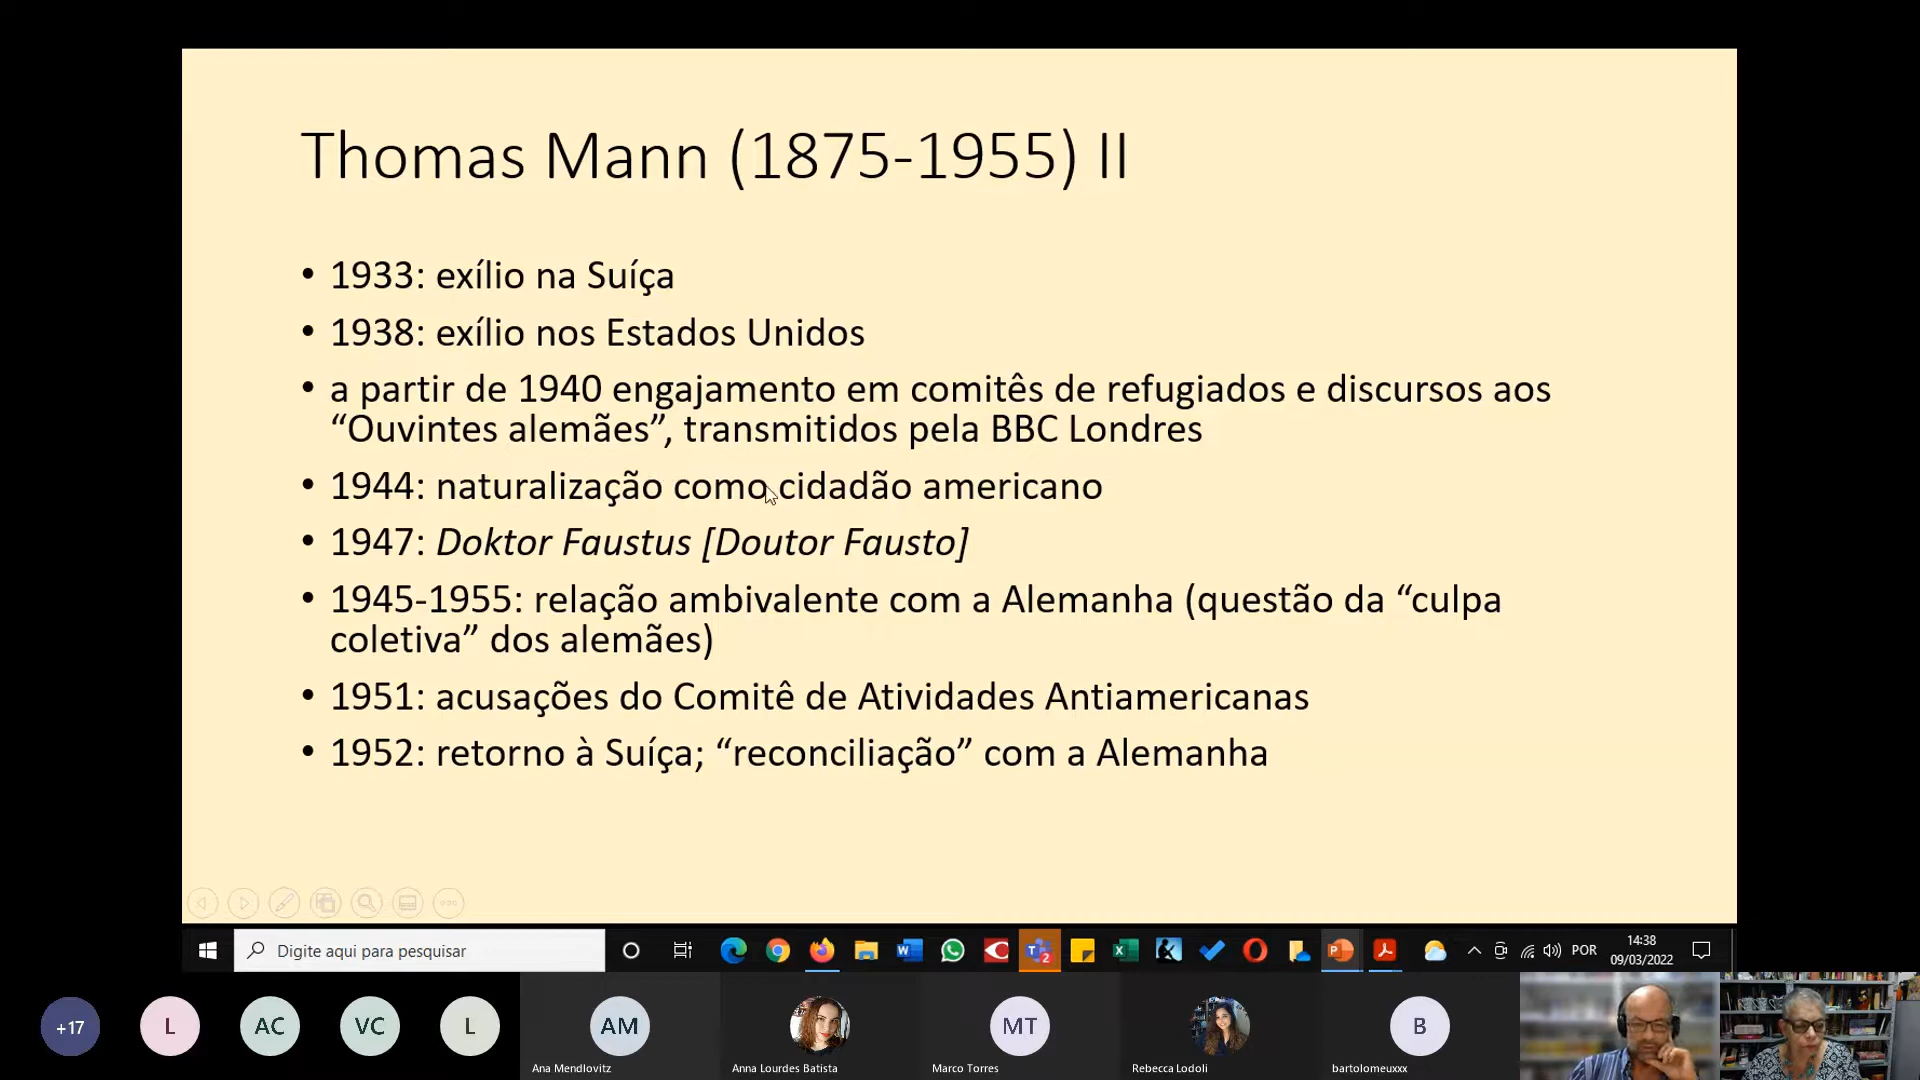 Thomas Mann (1875-1955) II
• 1933: exílio na Suíça
• 1938: exílio nos Estados Unidos
• a partir de 1940 engajamento em comitês de refugiados e discursos aos
“Ouvintes alemães”, transmitidos pela BBC Londres
• 1944: naturalização como cidadão americano
• 1947: Doktor Faustus [Doutor Fausto]
• 1945-1955: relação ambivalente com a Alemanha (questão da “culpa
coletiva” dos alemães)
• 1951: acusações do Comitê de Atividades Antiamericanas
• 1952: retorno à Suíça; “reconciliação” com a Alemanha
Digite aqui para pesquisar
POR
14:38
09/03/2022
+17
L
AC
VC
L
AM
MT
B
Ana Mendlovitz
Anna Lourdes Batista
Marco Torres
Rebecca Lodoli
bartolomeuxxx